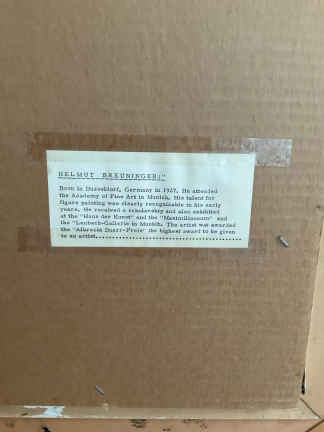 HELMUT BREUNINGER:"
Born in Dusseldorf, Germany in 1927. He attended
the Academy of Fine Art in Munich. His talent for
figure painting was clearly recognisable in his early
years. He received a scholarship and also exhibited
at the "Haus der Kunst" and the "Maximilianeum" and
the "Lenbach-Gallerie in Munich. The artist was awarded
the "Albrecht Durer-Preis" the highest award to be given
to an artist........................................